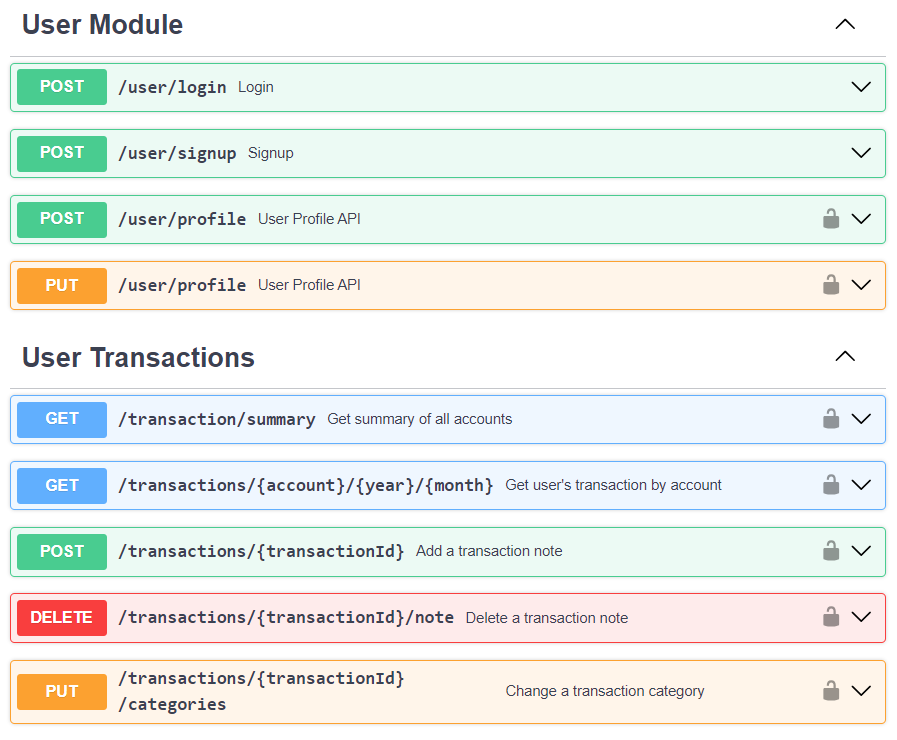 User Module
POST /user/login Login
POST /user/signup Signup
POST /user/profile User Profile API
PUT /user/profile User Profile API
User Transactions
GET /transaction/summary Get summary of all accounts
GET /transactions/{account}/{year}/{month} Get user's transaction by account
POST /transactions/{transactionId} Add a transaction note
DELETE /transactions/{transactionId}/note Delete a transaction note
PUT /transactions/{transactionId}
/categories Change a transaction category